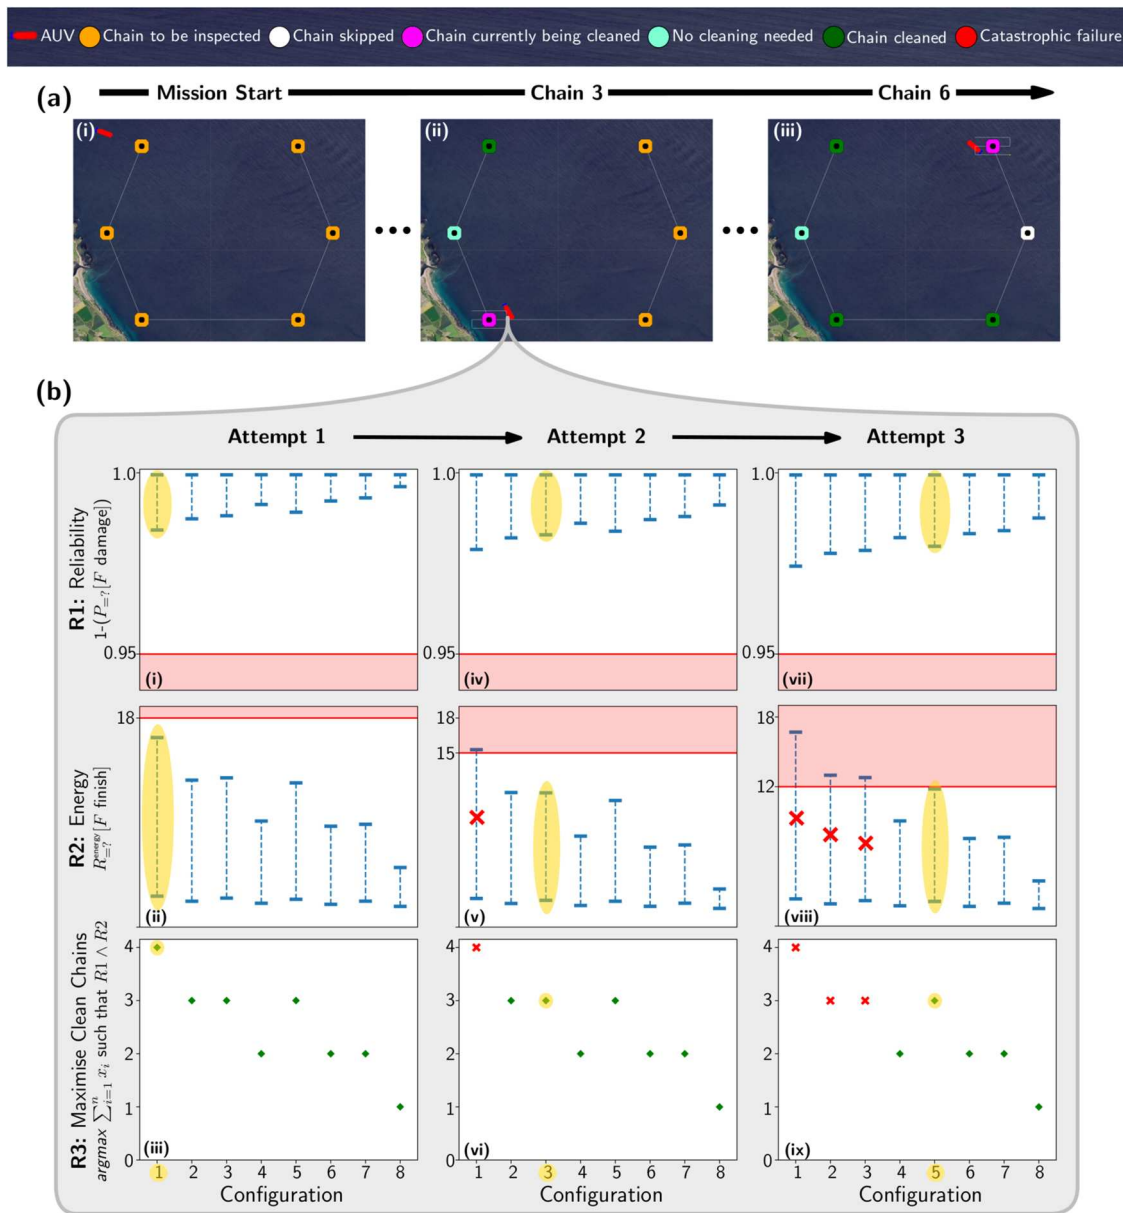 AUV Chain to be inspected Chain skipped Chain currently being cleaned No cleaning needed Chain cleaned Catastrophic failure
(a) Mission Start Chain 3 Chain 6
(i) (ii) (iii)
(b)
Attempt 1 Attempt 2 Attempt 3
R1: Reliability
1-(P=?[F damage])
1.0
0.95
(i)
1.0
0.95
(iv)
1.0
0.95
(vii)
R2: Energy
R^energy_=?[F finish]
18
(ii)
18
15
(v)
18
12
(viii)
R3: Maximise Clean Chains
argmax ∑^n_i=1 x_i such that R1 ∧ R2
4
3
2
1
0
(iii)
1 2 3 4 5 6 7 8
Configuration
4
3
2
1
0
(vi)
1 2 3 4 5 6 7 8
Configuration
4
3
2
1
0
(ix)
1 2 3 4 5 6 7 8
Configuration